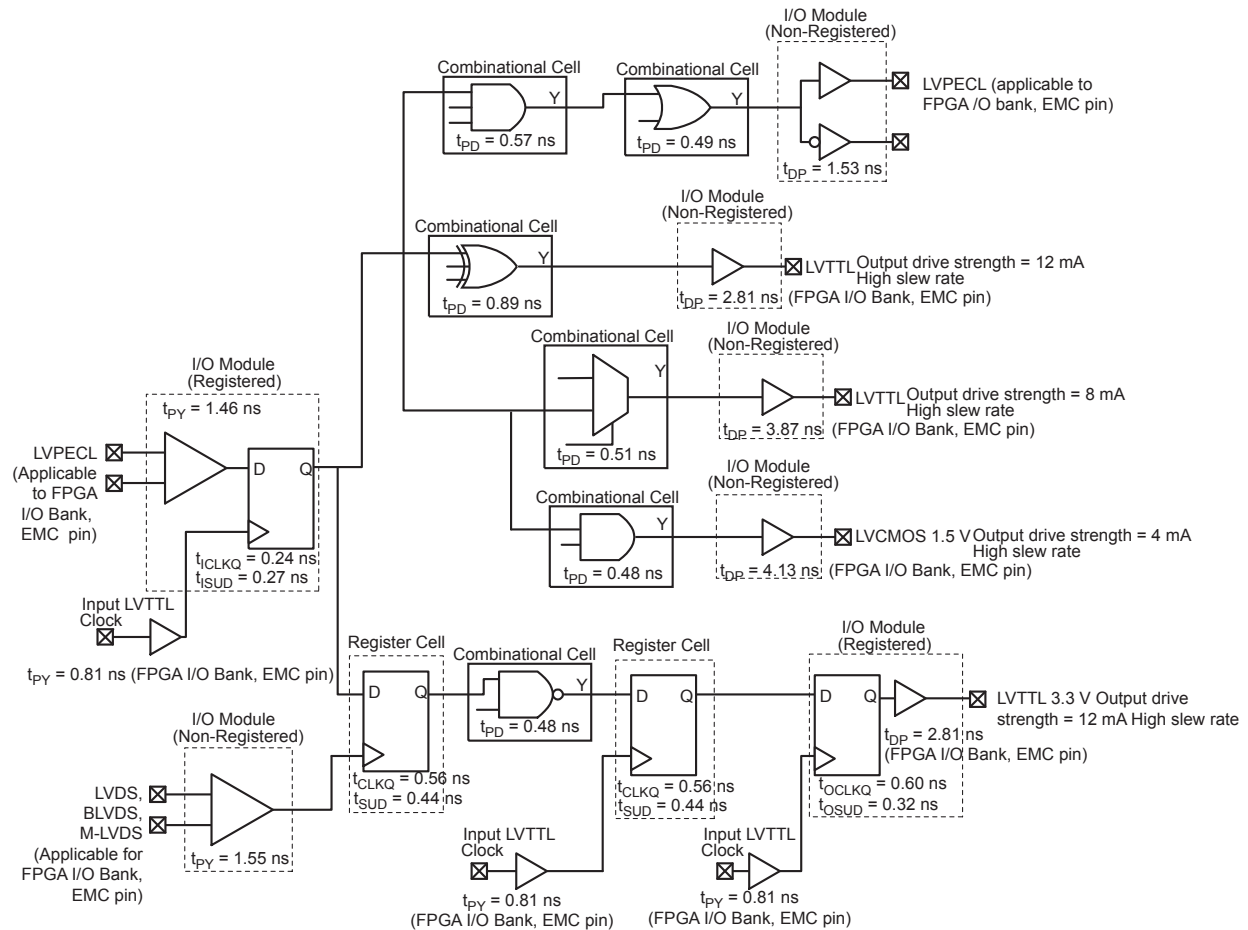 I/O Module
(Non-Registered)
Combinational Cell
Combinational Cell
Y
Y
LVPECL (applicable to
FPGA /O bank, EMC pin)
tPD = 0.57 ns
tPD = 0.49 ns
tDP = 1.53 ns
I/O Module
(Non-Registered)
Combinational Cell
Y
LVTTL Output drive strength = 12 mA
High slew rate
tPD = 0.89 ns
tDP = 2.81 ns
(FPGA I/O Bank, EMC pin)
I/O Module
(Non-Registered)
Combinational Cell
Y
LVTTL Output drive strength = 8 mA
High slew rate
tDP = 3.87 ns
(FPGA I/O Bank, EMC pin)
tPD = 0.51 ns
I/O Module
(Registered)
tPY = 1.46 ns
LVPECL
(Applicable
to FPGA
I/O Bank,
EMC pin)
D
Q
tICLKQ = 0.24 ns
tISUD = 0.27 ns
I/O Module
(Non-Registered)
Combinational Cell
Y
LVCMOS 1.5 V Output drive strength = 4 mA
High slew rate
tPD = 0.48 ns
tDP = 4.13 ns
(FPGA I/O Bank, EMC pin)
Input LVTTL
Clock
tPY = 0.81 ns (FPGA I/O Bank, EMC pin)
Register Cell
D
Q
tCLKQ = 0.56 ns
tSUD = 0.44 ns
Combinational Cell
Y
tPD = 0.48 ns
Register Cell
D
Q
tCLKQ = 0.56 ns
tSUD = 0.44 ns
I/O Module
(Registered)
D
Q
tDP = 2.81 ns
(FPGA I/O Bank, EMC pin)
tOCLKQ = 0.60 ns
tOSUD = 0.32 ns
LVTTL 3.3 V Output drive
strength = 12 mA High slew rate
I/O Module
(Non-Registered)
LVDS,
BLVDS,
M-LVDS
(Applicable for
FPGA I/O Bank,
EMC pin)
tPY = 1.55 ns
Input LVTTL
Clock
tPY = 0.81 ns
(FPGA I/O Bank, EMC pin)
Input LVTTL
Clock
tPY = 0.81 ns
(FPGA I/O Bank, EMC pin)